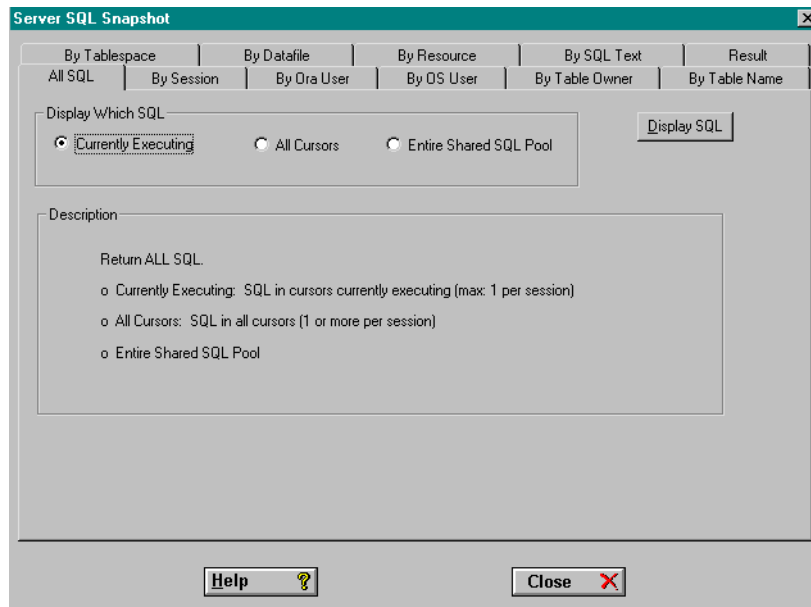 Server SQL Snapshot
By Tablespace By Datafile By Resource By SQL Text Result
All SQL By Session By Ora User By OS User By Table Owner By Table Name
Display Which SQL
Currently Executing All Cursors Entire Shared SQL Pool
Display SQL
Description
Return ALL SQL.
o Currently Executing: SQL in cursors currently executing (max: 1 per session)
o All Cursors: SQL in all cursors (1 or more per session)
o Entire Shared SQL Pool
Help ? Close